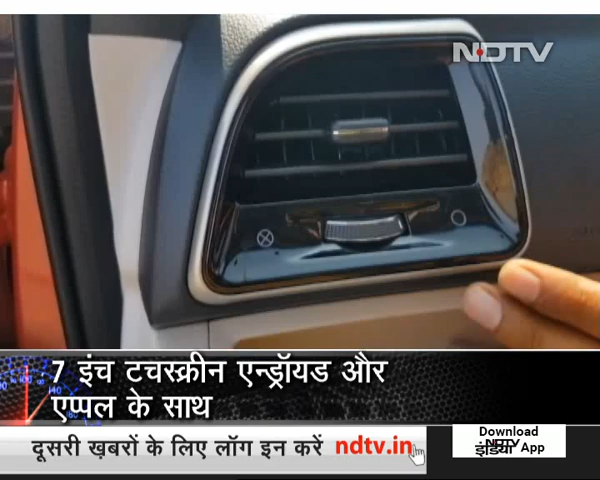 NDTV
7 इंच टचस्क्रीन एन्ड्रॉयड और
एप्पल के साथ
दूसरी ख़बरों के लिए लॉग इन करें ndtv.in
Download
NDTV
इंडिया App